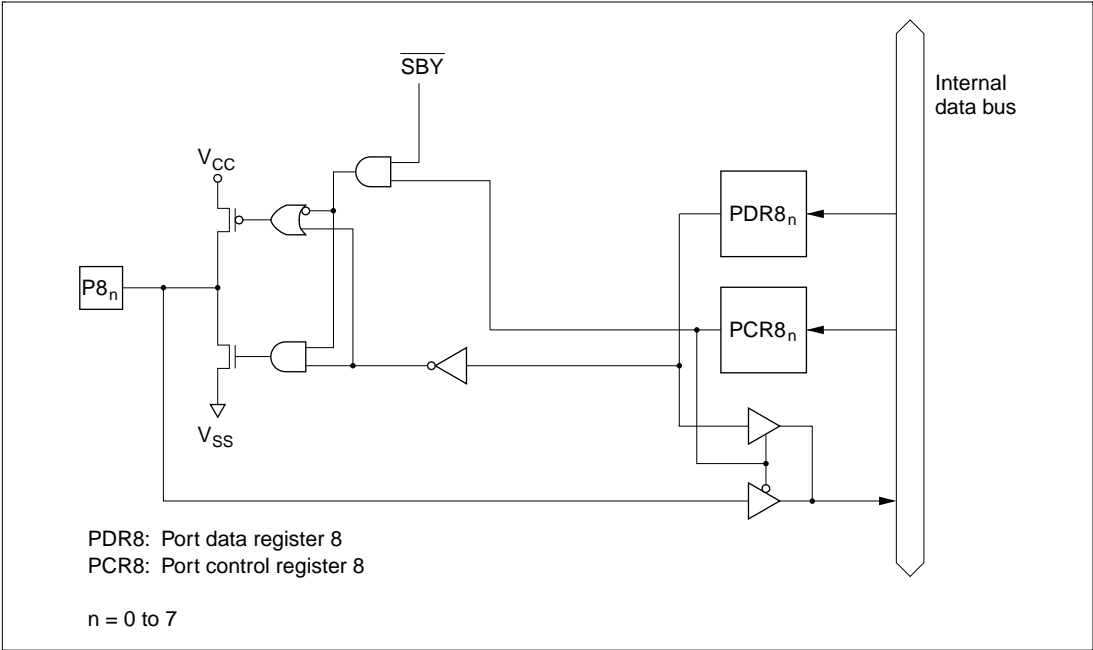 SBY
Internal
data bus
VCC
PDR8n
P8n
PCR8n
VSS
PDR8: Port data register 8
PCR8: Port control register 8
n = 0 to 7